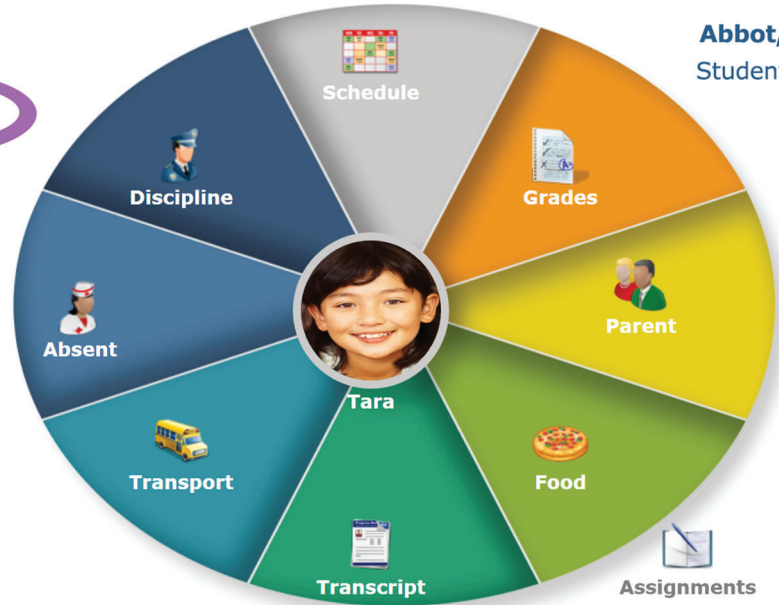 Abbot,
Student
Schedule
Discipline
Grades
Absent
Parent
Tara
Transport
Food
Transcript
Assignments